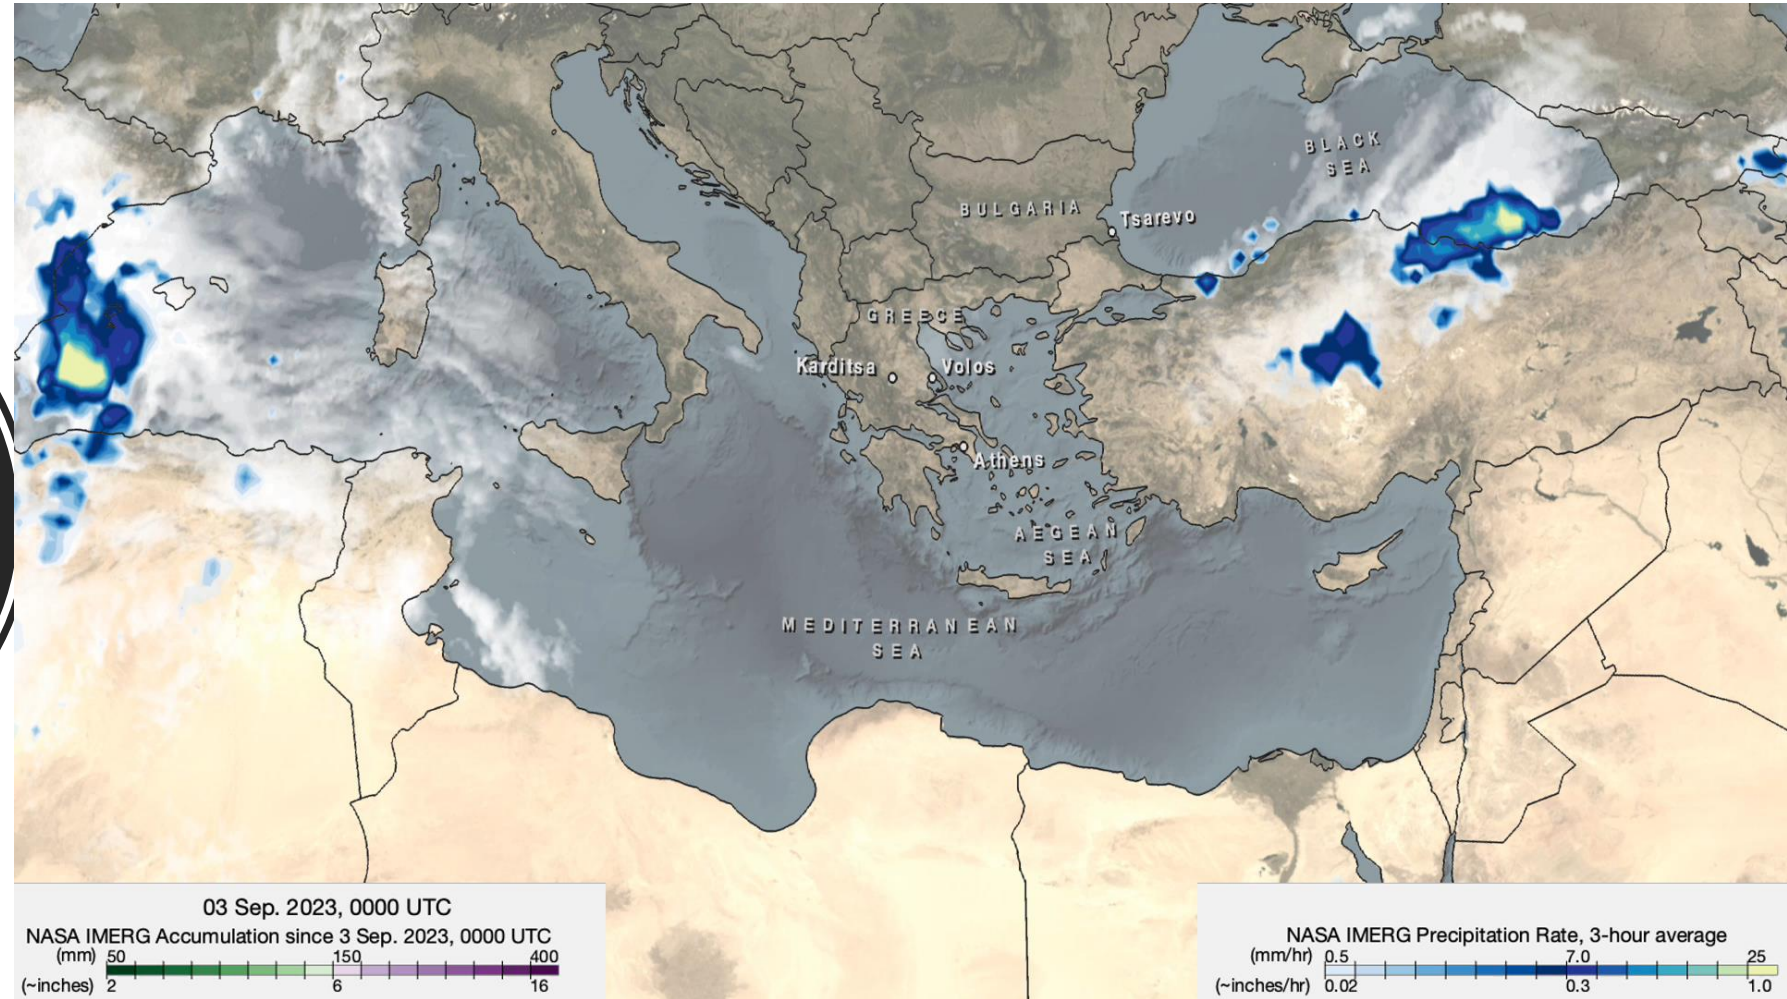 BLACK
SEA
BULGARIA
Tsarevo
GREECE
Karditsa
Volos
Athens
AEGEAN
SEA
MEDITERRANEAN
SEA
03 Sep. 2023, 0000 UTC
NASA IMERG Accumulation since 3 Sep. 2023, 0000 UTC
(mm) 50 150 400
(~inches) 2 6 16
NASA IMERG Precipitation Rate, 3-hour average
(mm/hr) 0.5 7.0 25
(~inches/hr) 0.02 0.3 1.0